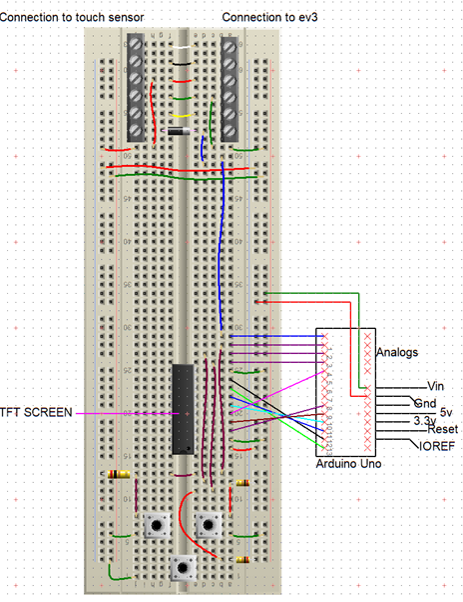 Connection to touch sensor
Connection to ev3
Analogs
Vin
Gnd
5v
3.3v
Reset
IOREF
Arduino Uno
TFT SCREEN